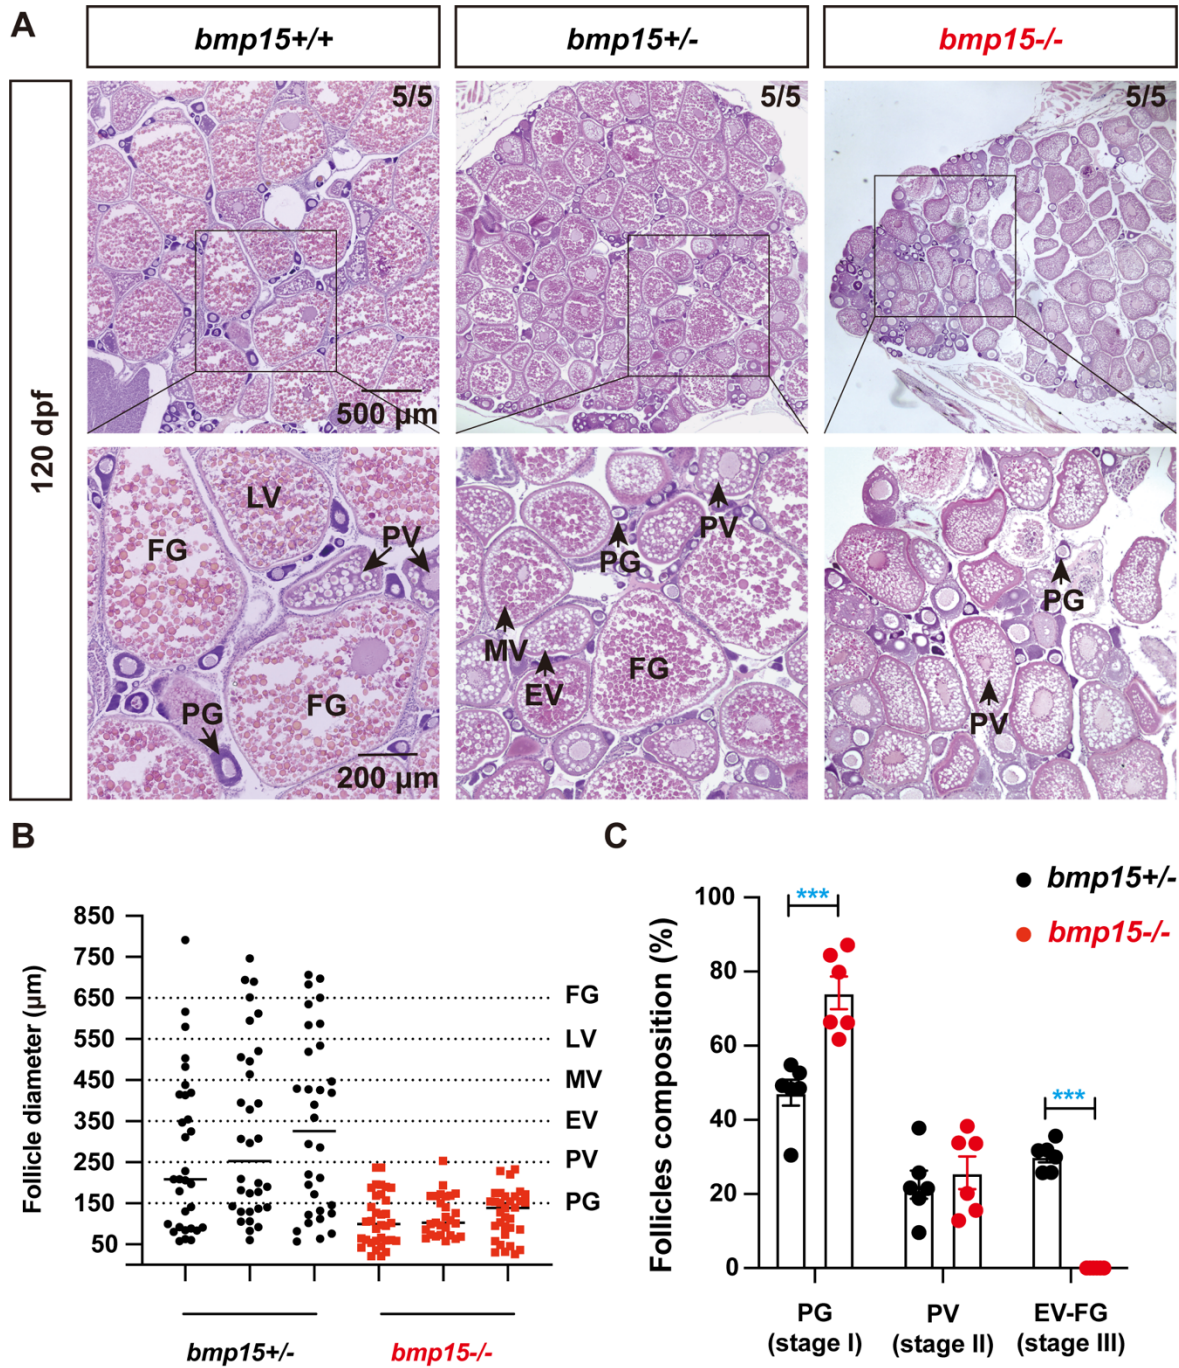 A
bmp15+/+
bmp15+/-
bmp15-/-
120 dpf
5/5
5/5
5/5
500 µm
LV
FG
PV
FG
PG
200 µm
PV
PG
MV
EV
FG
PG
PV
B
Follicle diameter (µm)
850
750
650
550
450
350
250
150
50
FG
LV
MV
EV
PV
PG
bmp15+/-
bmp15-/-
C
bmp15+/-
bmp15-/-
Follicles composition (%)
100
80
60
40
20
0
***
***
PG
(stage I)
PV
(stage II)
EV-FG
(stage III)